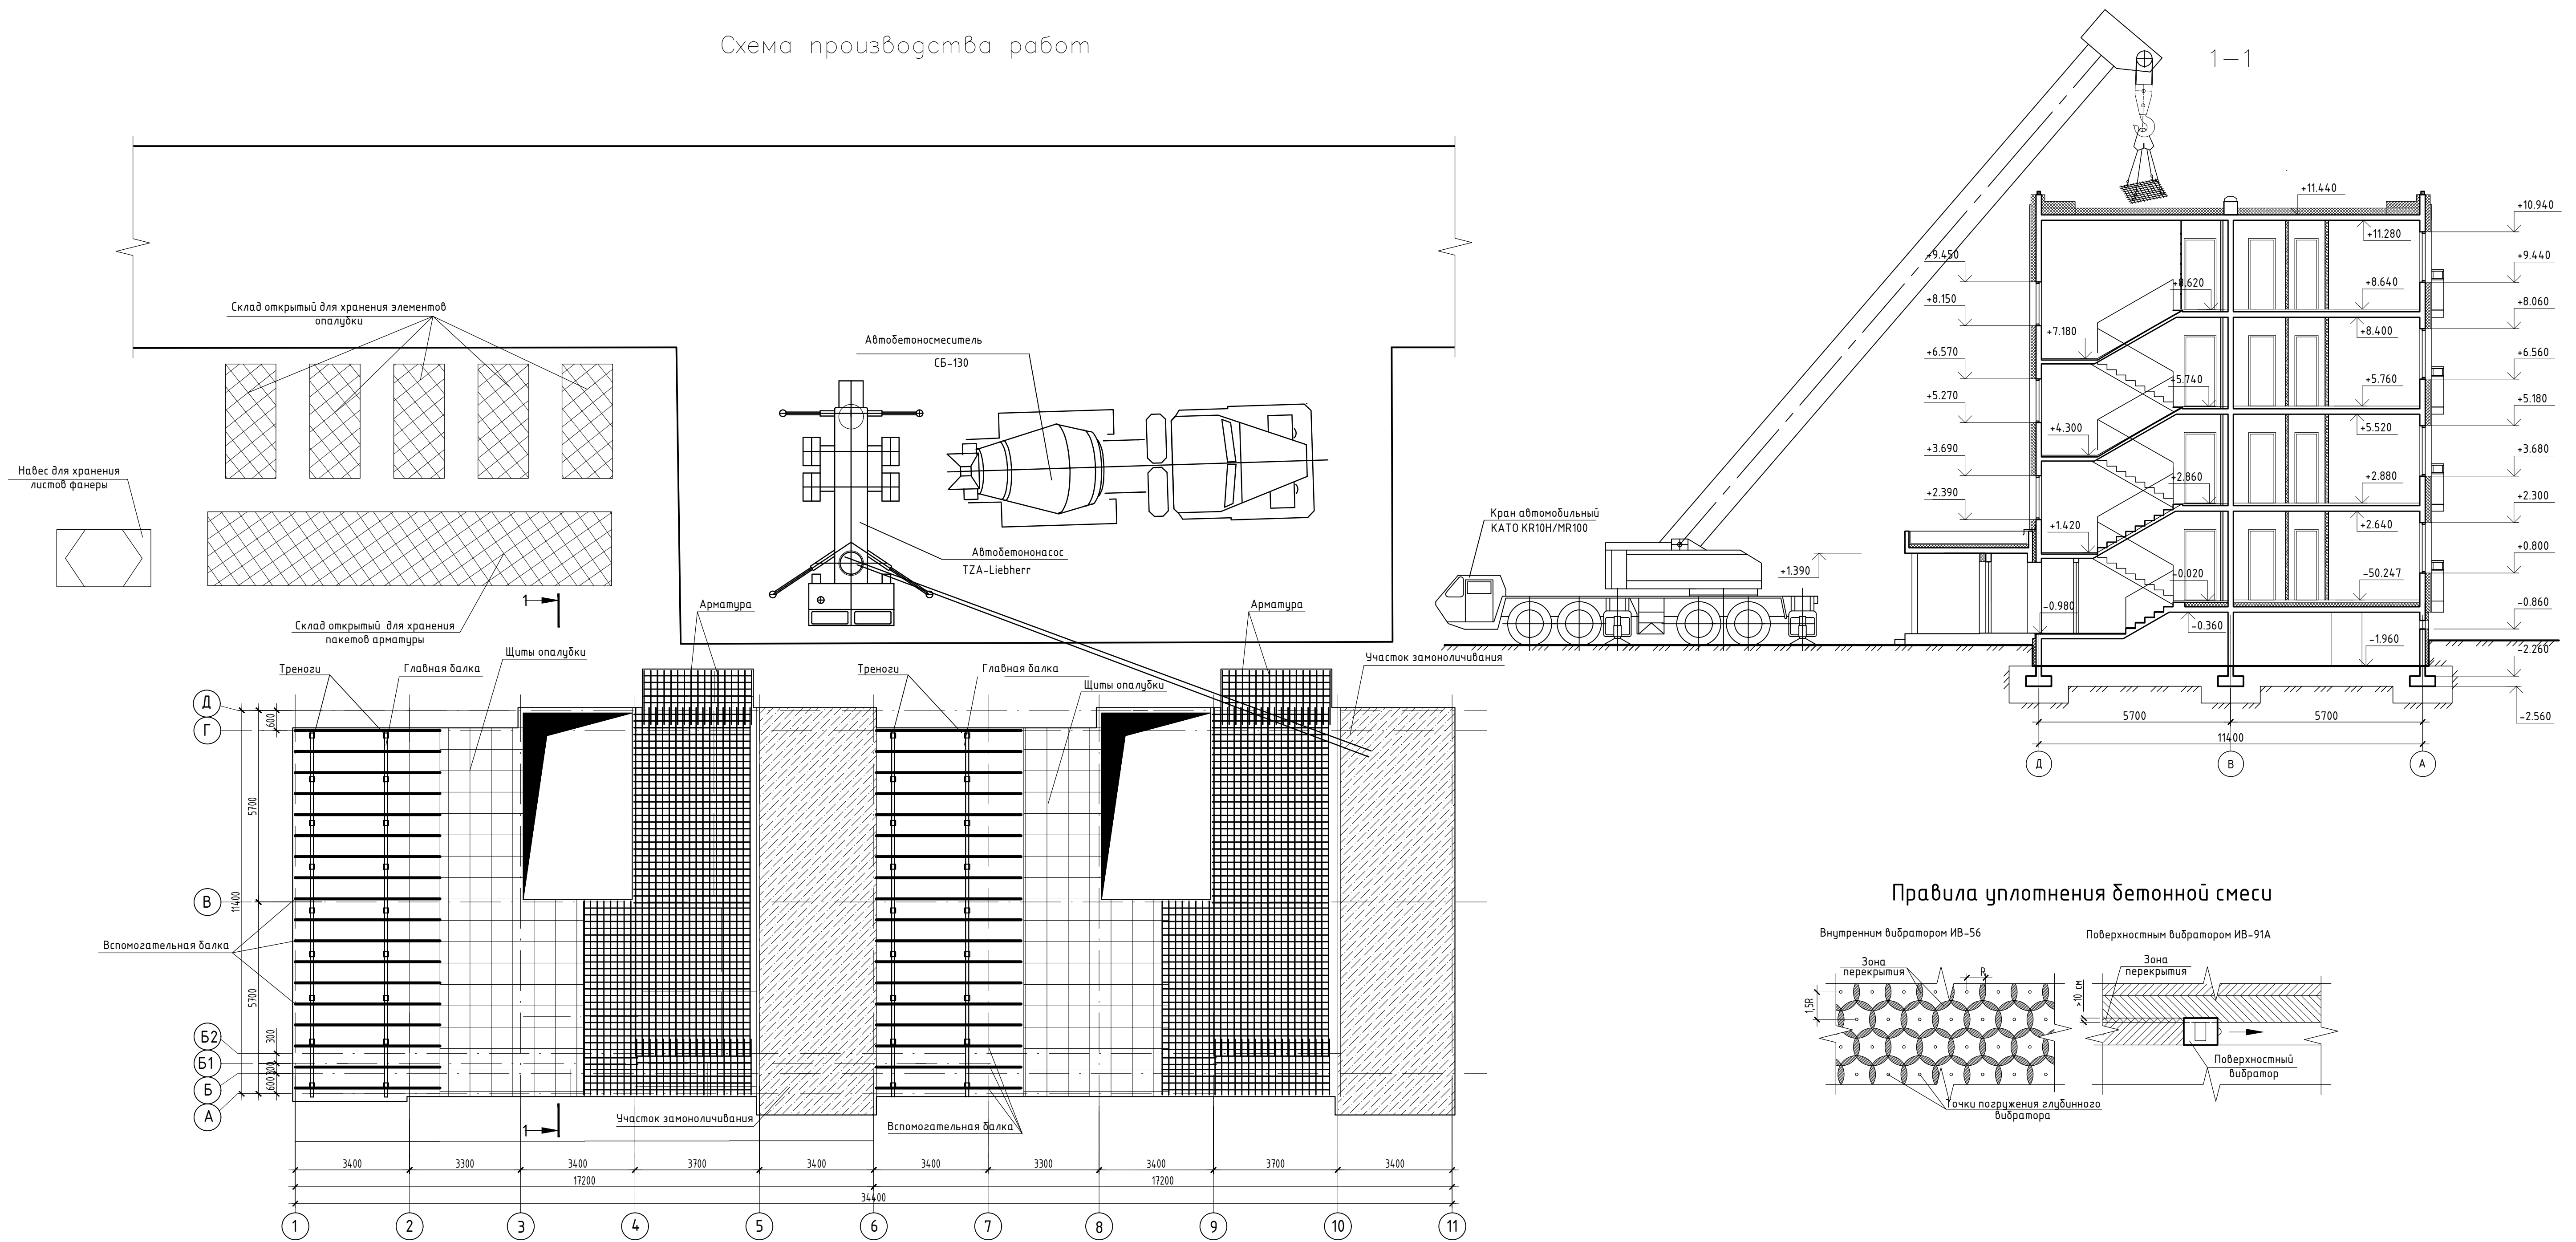 Схема производства работ
1-1
Склад открытый для хранения элементов
опалубки
Автобетоносмеситель
СБ-130
Навес для хранения
листов фанеры
Автобетононасос
TZA-Liebherr
Склад открытый для хранения
пакетов арматуры
1
Арматура
Арматура
Треноги
Главная балка
Щиты опалубки
Треноги
Главная балка
Щиты опалубки
Участок замоноличивания
Д
Г
В
Б2
Б1
Б
А
600
5700
11400
5700
300
300
600
Вспомогательная балка
1
Участок замоноличивания
Вспомогательная балка
3400
3300
3400
3700
3400
3400
3300
3400
3700
3400
17200
17200
34400
1
2
3
4
5
6
7
8
9
10
11
Кран автомобильный
КАТО KR10H/MR100
+1.390
+9.450
+8.150
+6.570
+5.270
+3.690
+2.390
+11.440
+11.280
+8.620
+8.640
+8.400
+7.180
+5.740
+5.760
+5.520
+4.300
+2.860
+2.880
+2.640
+1.420
-0.020
-50.247
-0.980
-0.360
-1.960
+10.940
+9.440
+8.060
+6.560
+5.180
+3.680
+2.300
+0.800
-0.860
-2.260
-2.560
5700
5700
11400
Д
В
А
Правила уплотнения бетонной смеси
Внутренним вибратором ИВ-56
Зона
перекрытия
R
1,5R
Точки погружения глубинного
вибратора
Поверхностным вибратором ИВ-91А
Зона
перекрытия
>10 см
Поверхностный
вибратор